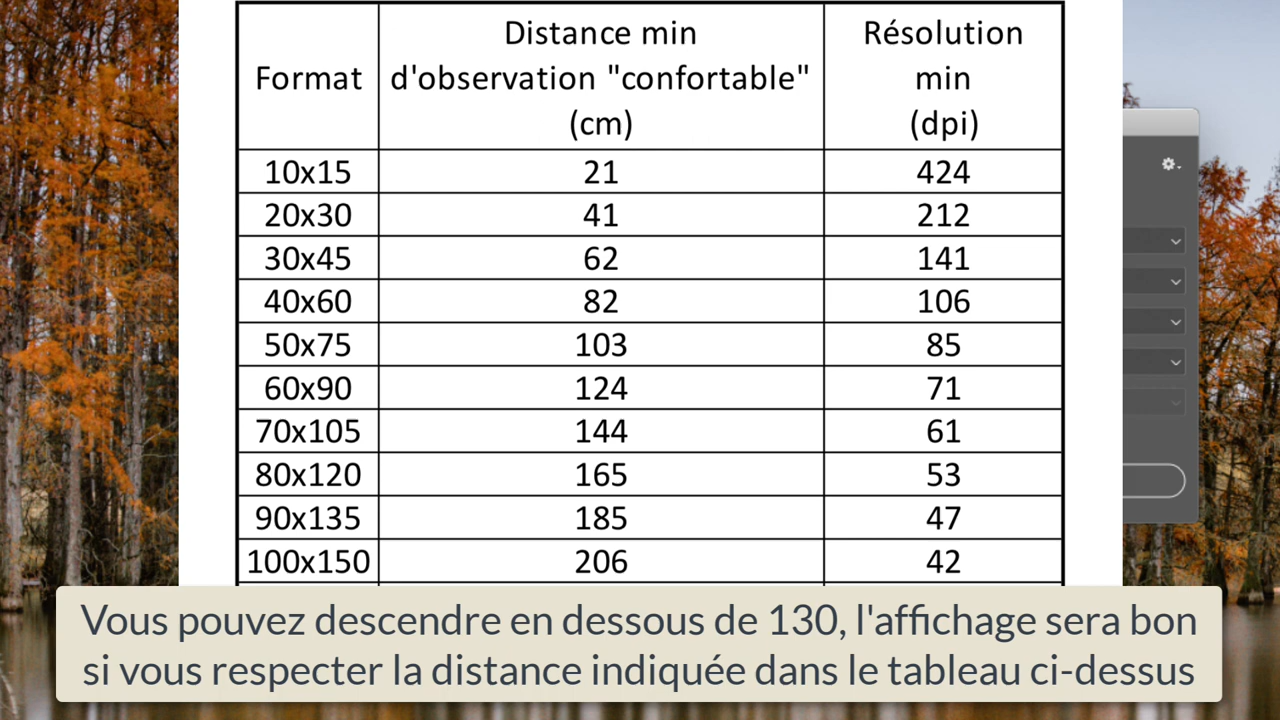 Format
Distance min
d'observation "confortable"
(cm)
Résolution
min
(dpi)
10x15 21 424
20x30 41 212
30x45 62 141
40x60 82 106
50x75 103 85
60x90 124 71
70x105 144 61
80x120 165 53
90x135 185 47
100x150 206 42
Vous pouvez descendre en dessous de 130, l'affichage sera bon
si vous respecter la distance indiquée dans le tableau ci-dessus